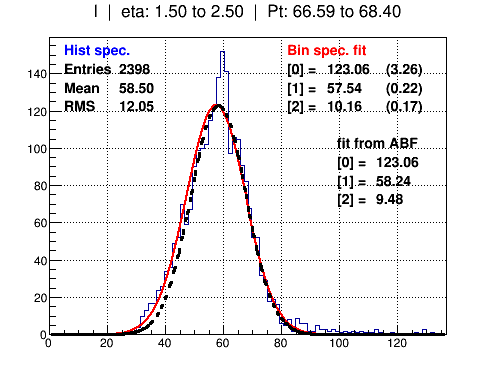 I | eta: 1.50 to 2.50 | Pt: 66.59 to 68.40
Hist spec.
Entries 2398
Mean 58.50
RMS 12.05
Bin spec. fit
[0] = 123.06 (3.26)
[1] = 57.54 (0.22)
[2] = 10.16 (0.17)
fit from ABF
[0] = 123.06
[1] = 58.24
[2] = 9.48
140
120
100
80
60
40
20
0
0 20 40 60 80 100 120